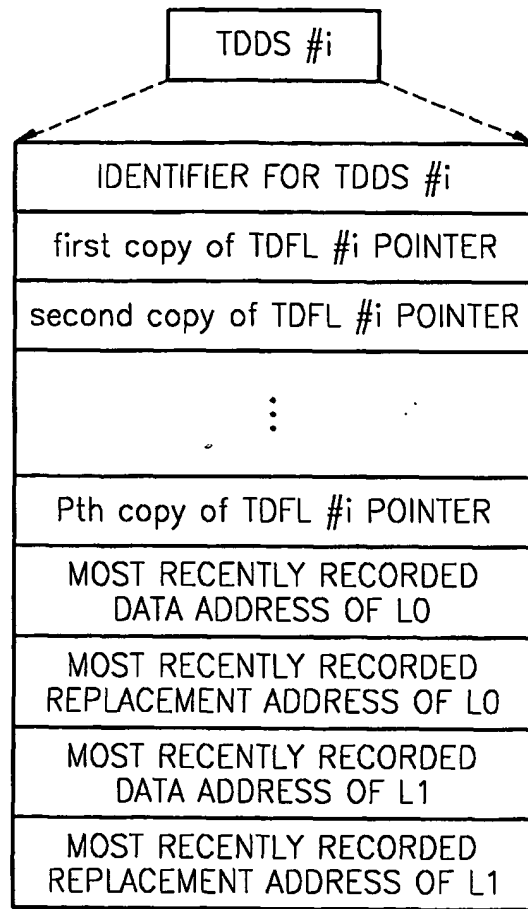 TDDS #i
IDENTIFIER FOR TDDS #i
first copy of TDFL #i POINTER
second copy of TDFL #i POINTER
⋮
Pth copy of TDFL #i POINTER
MOST RECENTLY RECORDED
DATA ADDRESS OF L0
MOST RECENTLY RECORDED
REPLACEMENT ADDRESS OF L0
MOST RECENTLY RECORDED
DATA ADDRESS OF L1
MOST RECENTLY RECORDED
REPLACEMENT ADDRESS OF L1